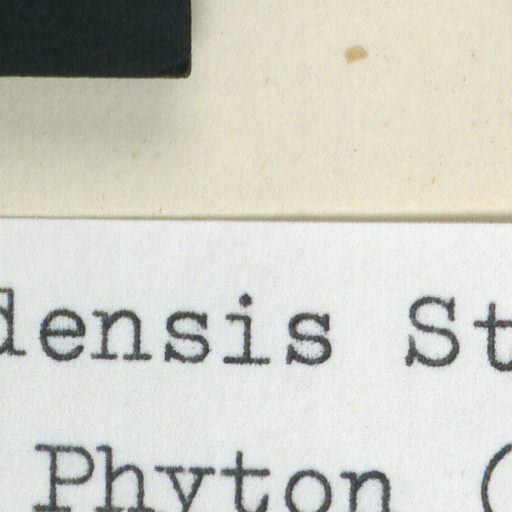 densis St
Phyton (